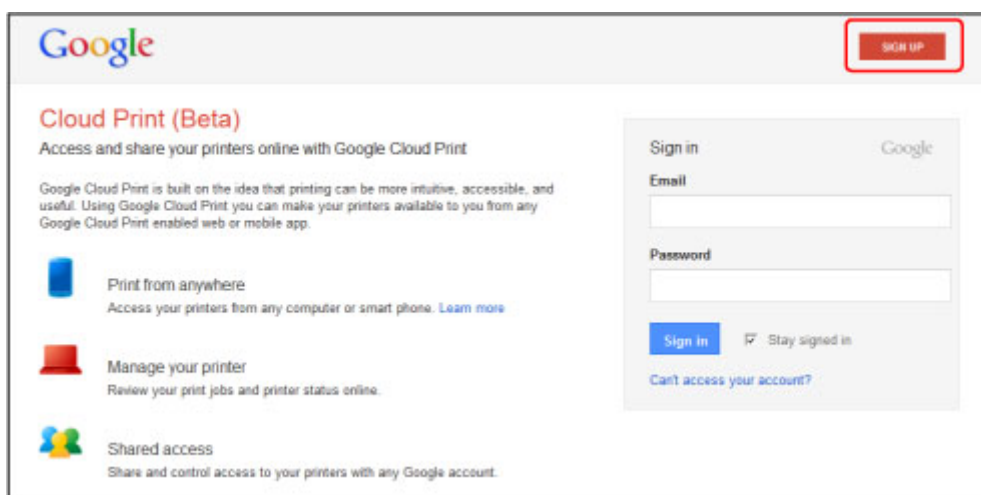 Google
SIGN UP
Cloud Print (Beta)
Access and share your printers online with Google Cloud Print
Google Cloud Print is built on the idea that printing can be more intuitive, accessible, and
useful. Using Google Cloud Print you can make your printers available to you from any
Google Cloud Print enabled web or mobile app.
Print from anywhere
Access your printers from any computer or smart phone. Learn more
Manage your printer
Review your print jobs and printer status online.
Shared access
Share and control access to your printers with any Google account.
Sign in
Google
Email
Password
Sign in
Stay signed in
Can't access your account?